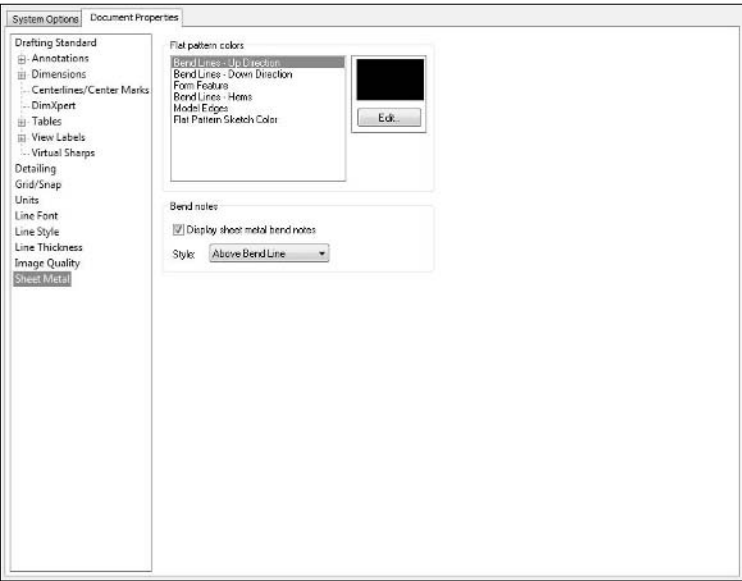 System Options
Document Properties
Drafting Standard
Annotations
Dimensions
Centerlines/Center Marks
DimXpert
Tables
View Labels
Virtual Sharps
Detailing
Grid/Snap
Units
Line Font
Line Style
Line Thickness
Image Quality
Sheet Metal
Flat pattern colors
Bend Lines - Up Direction
Bend Lines - Down Direction
Form Feature
Bend Lines - Hems
Model Edges
Flat Pattern Sketch Color
Edit...
Bend notes
Display sheet metal bend notes
Style:
Above Bend Line